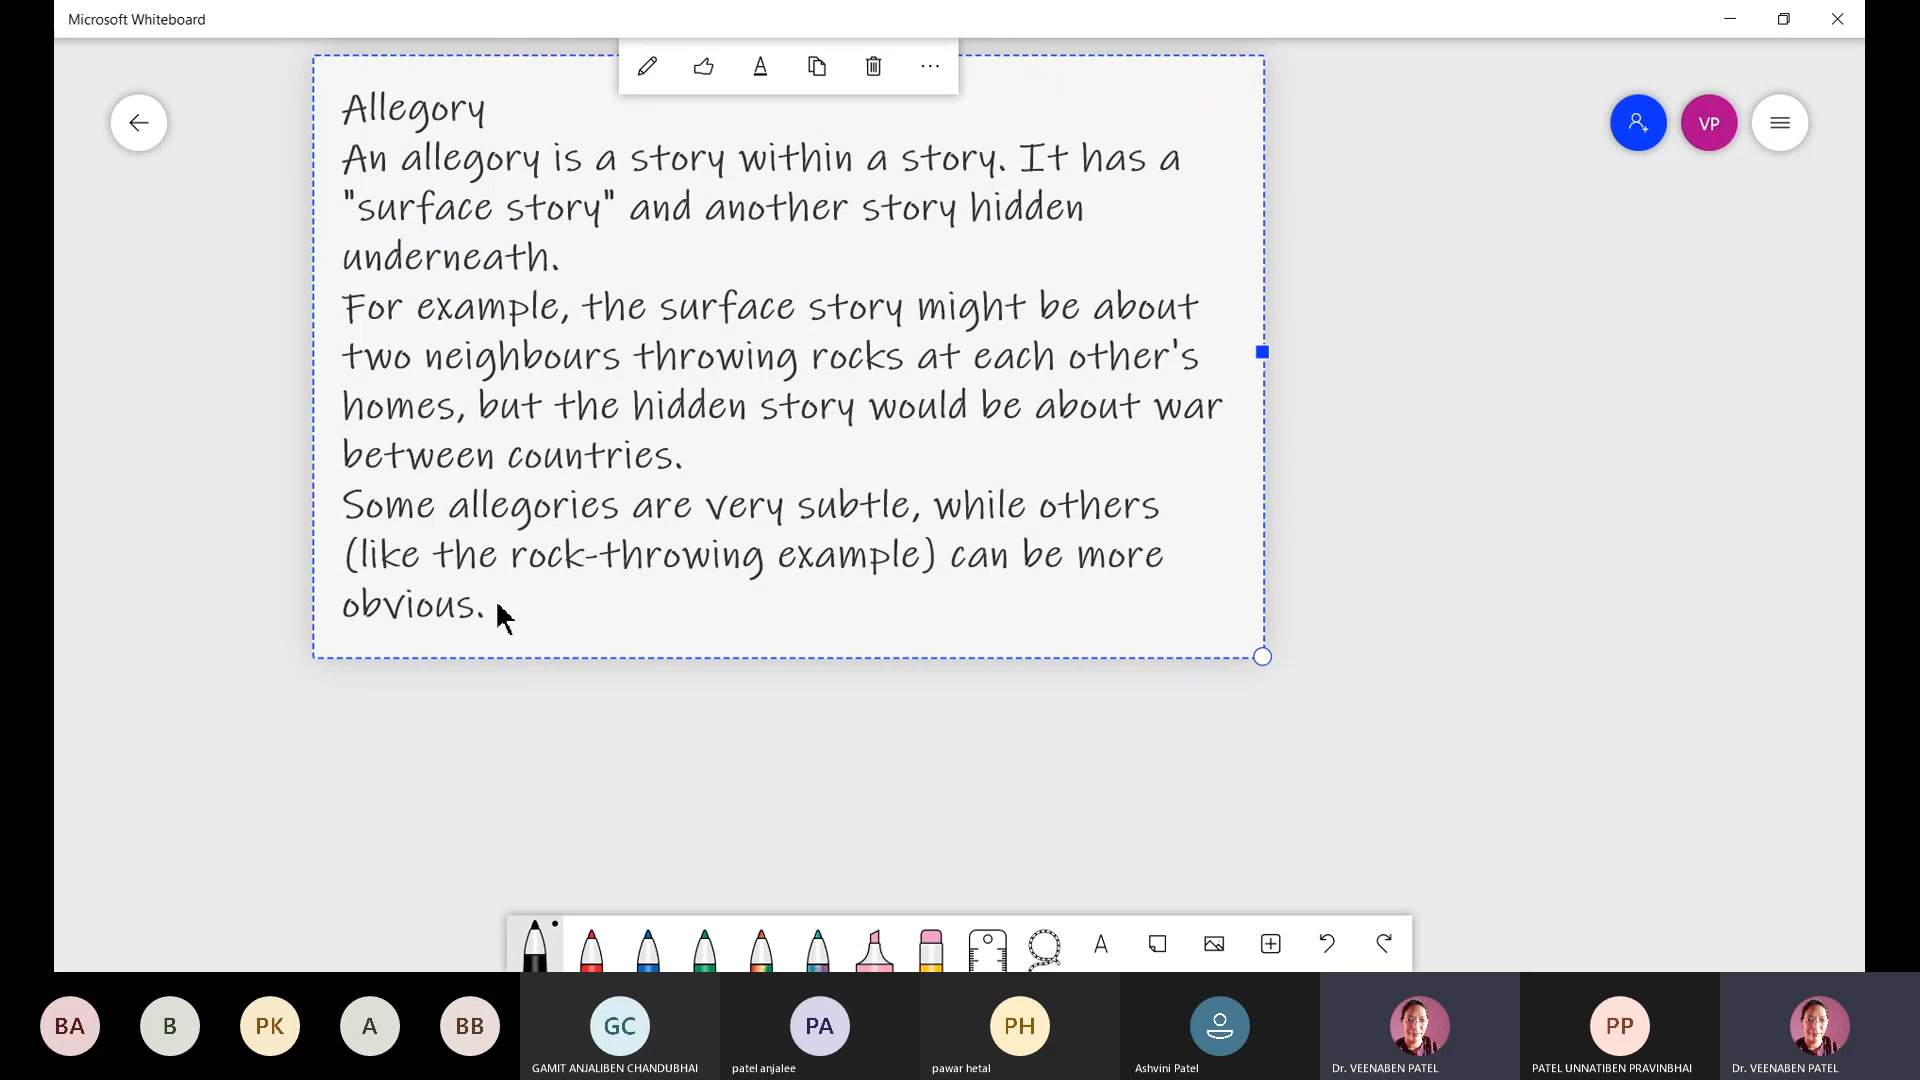 Microsoft Whiteboard
VP
Allegory
An allegory is a story within a story. It has a
"surface story" and another story hidden
underneath.
For example, the surface story might be about
two neighbours throwing rocks at each other's
homes, but the hidden story would be about war
between countries.
Some allegories are very subtle, while others
(like the rock-throwing example) can be more
obvious.
BA B PK A BB GC PA PH PP
GAMIT ANJALIBEN CHANDUBHAI patel anjalee pawar hetal Ashvini Patel Dr. VEENABEN PATEL PATEL UNNATIBEN PRAVINBHAI Dr. VEENABEN PATEL